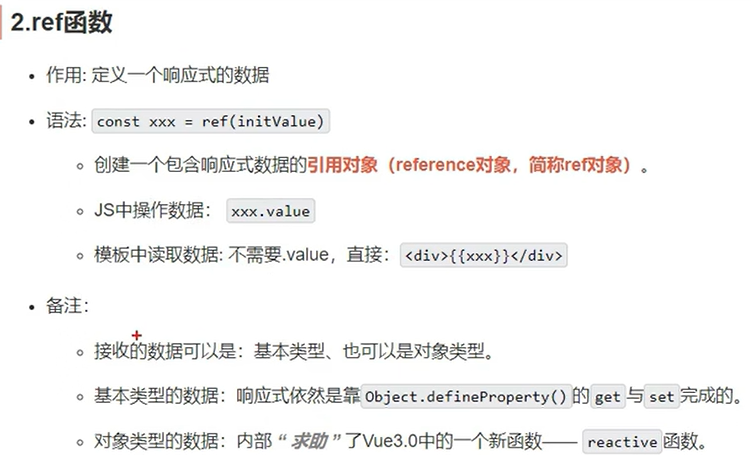 2.ref函数
作用: 定义一个响应式的数据
语法: const xxx = ref(initValue)
创建一个包含响应式数据的引用对象（reference对象，简称ref对象）。
JS中操作数据： xxx.value
模板中读取数据: 不需要.value，直接： <div>{{xxx}}</div>
备注：
接收的数据可以是：基本类型、也可以是对象类型。
基本类型的数据：响应式依然是靠Object.defineProperty()的get与set完成的。
对象类型的数据：内部 “ 求助 ” 了Vue3.0中的一个新函数—— reactive函数。